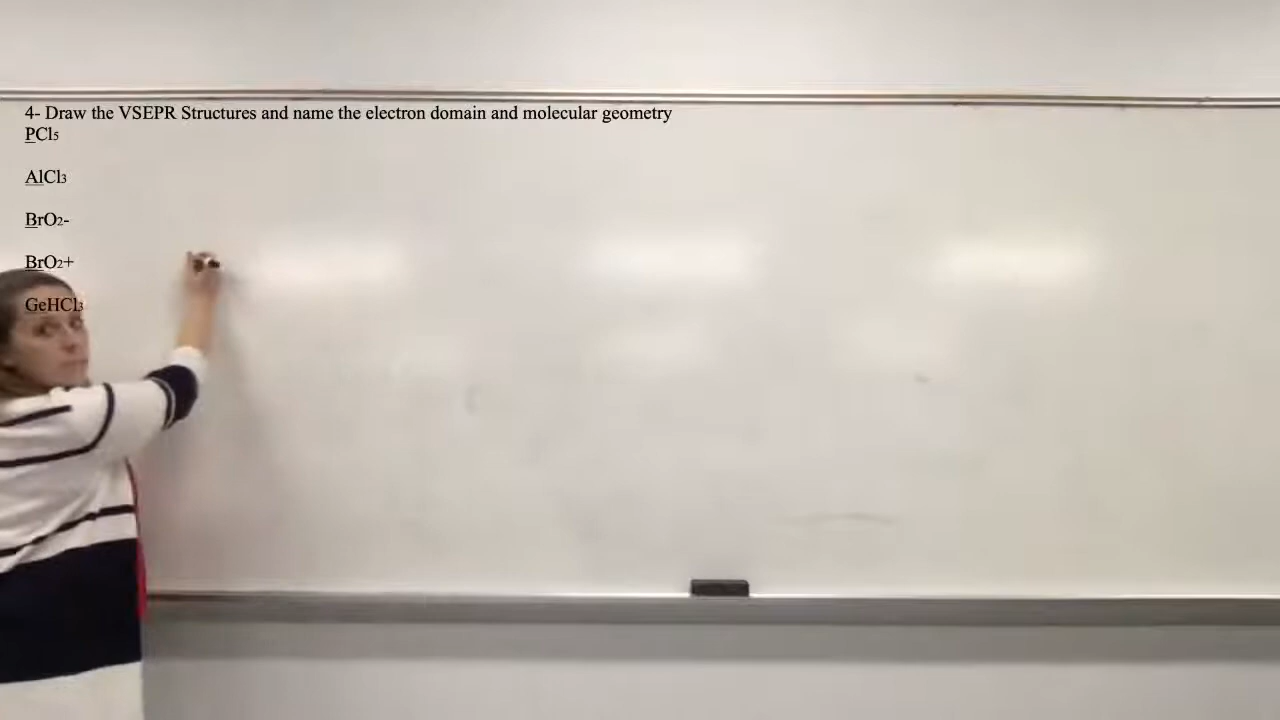 4- Draw the VSEPR Structures and name the electron domain and molecular geometry
PCl5
AlCl3
BrO2-
BrO2+
GeHCl3